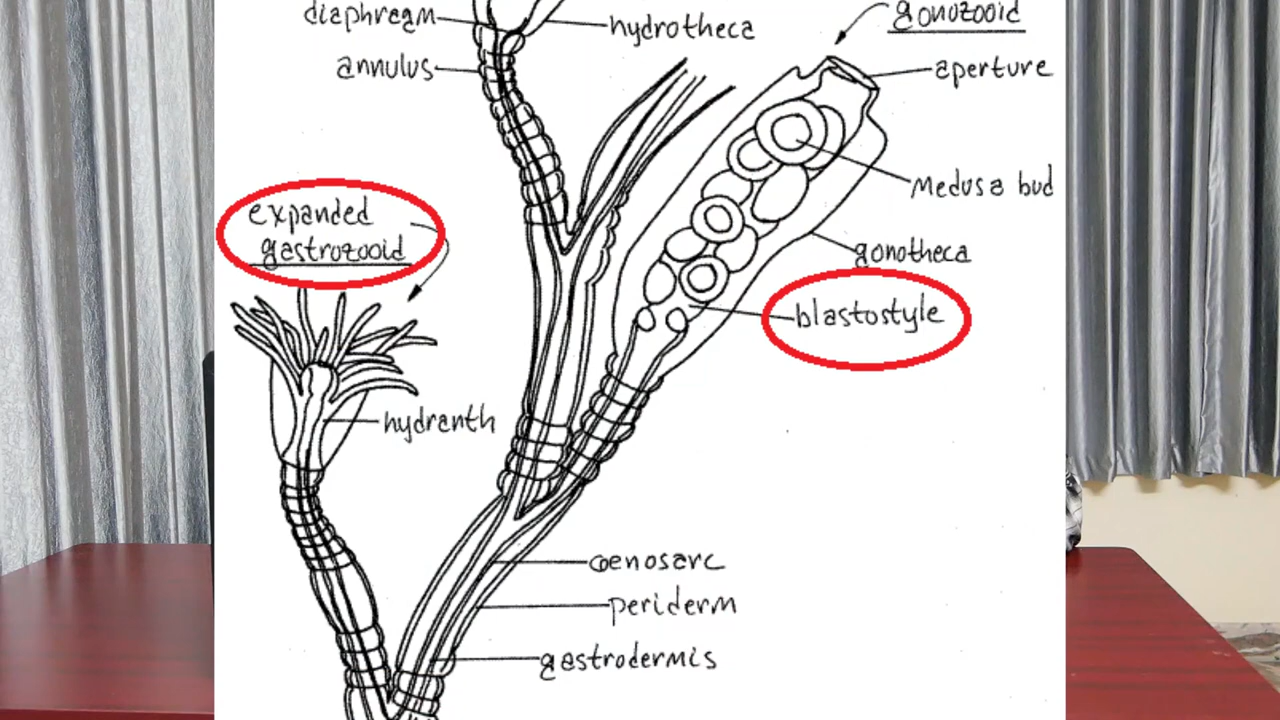 diaphragm
hydrotheca
gonozooid
annulus
aperture
Medusa bud
expanded
gastrozooid
gonotheca
blastostyle
hydranth
coenosarc
periderm
gastrodermis